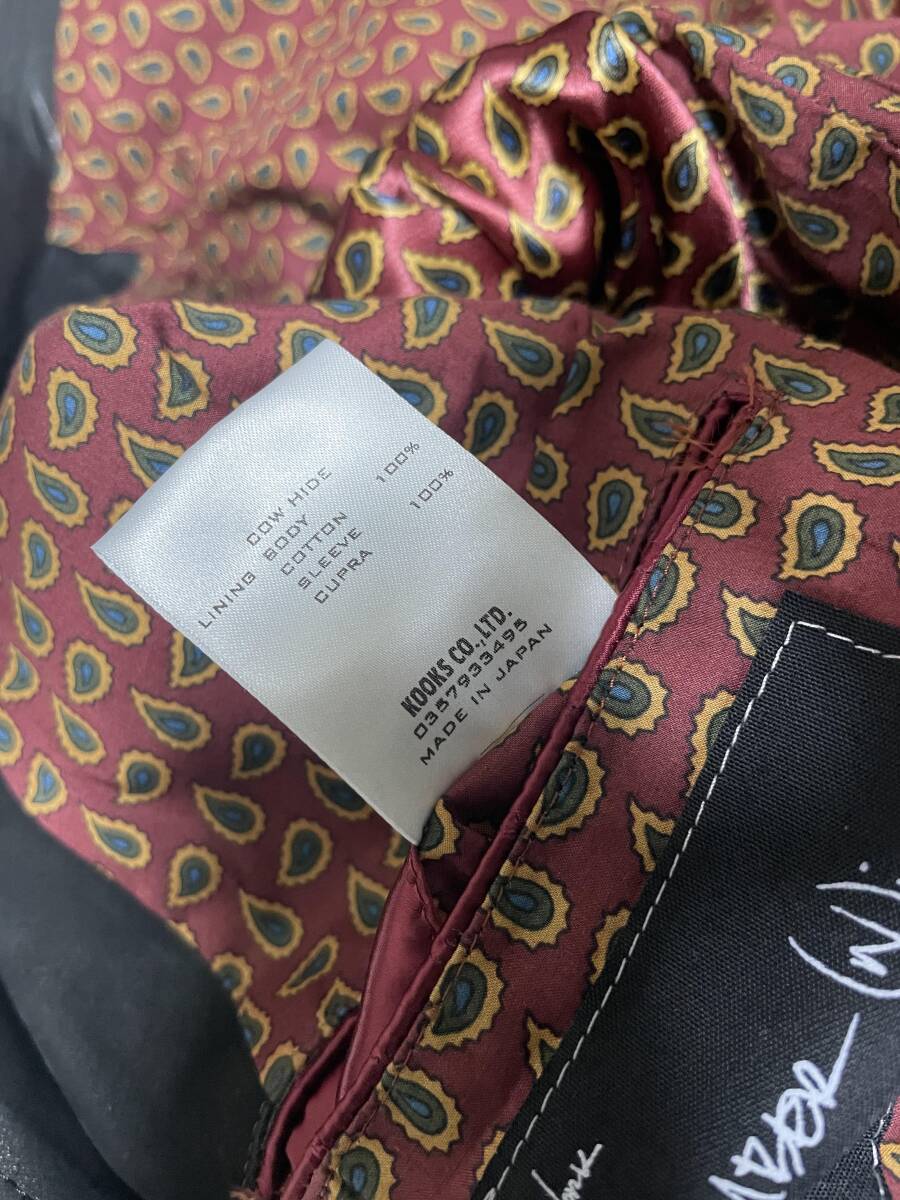 COW HIDE
LINING BODY
COTTON 100%
SLEEVE
CUPRA 100%
KOOKS CO.,LTD.
0357933495
MADE IN JAPAN
(N).